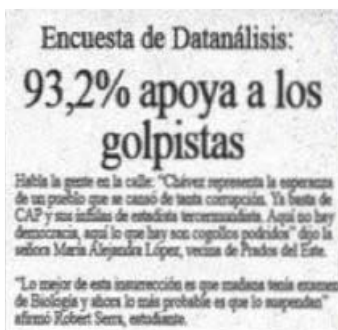 Encuesta de Datanálisis:
93,2% apoya a los
golpistas
Habla la gente en la calle: "Chávez representa la esperanza
de un pueblo que se cansó de tanta corrupción. Ya basta de
CAP y sus ínfulas de estadista tercermundista. Aquí no hay
democracia, aquí lo que hay son cogollos podridos" dijo la
señora María Alejandra López, vecina de Prados del Este.
"Lo mejor de esta insurrección es que mañana tenía examen
de Biología y ahora lo más probable es que lo suspendan"
afirmó Robert Serra, estudiante.